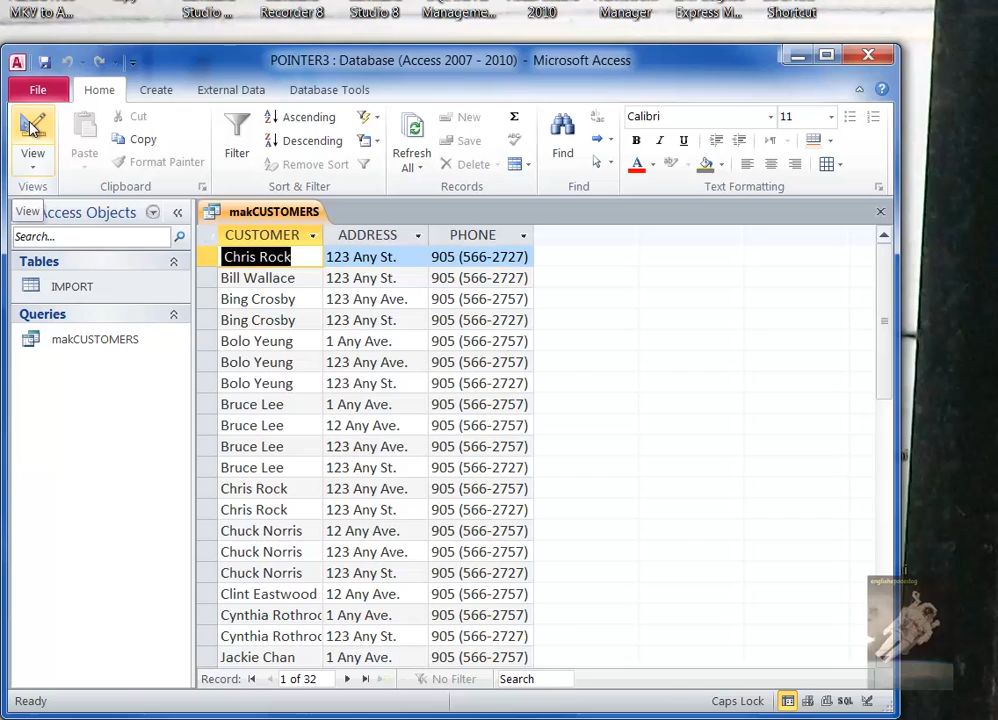 MKV to A...
Studio ...
Recorder 8
Studio 8
Manageme...
2010
Manager
Express M...
Shortcut
POINTER3 : Database (Access 2007 - 2010) - Microsoft Access
File Home Create External Data Database Tools
View
Views
Paste
Cut
Copy
Format Painter
Clipboard
Filter
Ascending
Descending
Remove Sort
Sort & Filter
Refresh All
New
Save
Delete
Records
Find
Find
Calibri 11
B I U
A
Text Formatting
View
Access Objects
Search...
Tables
IMPORT
Queries
makCUSTOMERS
makCUSTOMERS
CUSTOMER ADDRESS PHONE
Chris Rock 123 Any St. 905 (566-2727)
Bill Wallace 123 Any St. 905 (566-2727)
Bing Crosby 123 Any Ave. 905 (566-2757)
Bing Crosby 123 Any St. 905 (566-2727)
Bolo Yeung 1 Any Ave. 905 (566-2757)
Bolo Yeung 123 Any Ave. 905 (566-2757)
Bolo Yeung 123 Any St. 905 (566-2727)
Bruce Lee 1 Any Ave. 905 (566-2757)
Bruce Lee 12 Any Ave. 905 (566-2757)
Bruce Lee 123 Any Ave. 905 (566-2757)
Bruce Lee 123 Any St. 905 (566-2727)
Chris Rock 123 Any Ave. 905 (566-2757)
Chris Rock 123 Any St. 905 (566-2727)
Chuck Norris 12 Any Ave. 905 (566-2757)
Chuck Norris 123 Any Ave. 905 (566-2757)
Chuck Norris 123 Any St. 905 (566-2727)
Clint Eastwood 12 Any Ave. 905 (566-2757)
Cynthia Rothroc 1 Any Ave. 905 (566-2757)
Cynthia Rothroc 123 Any St. 905 (566-2727)
Jackie Chan 1 Any Ave. 905 (566-2757)
Record: 1 of 32 No Filter Search
Ready Caps Lock SQL